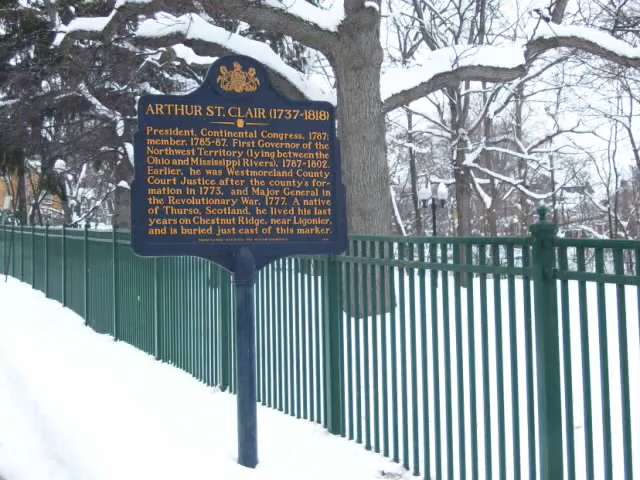 ARTHUR ST. CLAIR (1737-1818)
President, Continental Congress, 1787;
member, 1785-87. First Governor of the
Northwest Territory (lying between the
Ohio and Mississippi Rivers), 1787-1802.
Earlier, he was Westmoreland County
Court Justice after the county's for-
mation in 1773, and Major General in
the Revolutionary War, 1777. A native
of Thurso, Scotland, he lived his last
years on Chestnut Ridge, near Ligonier,
and is buried just east of this marker.